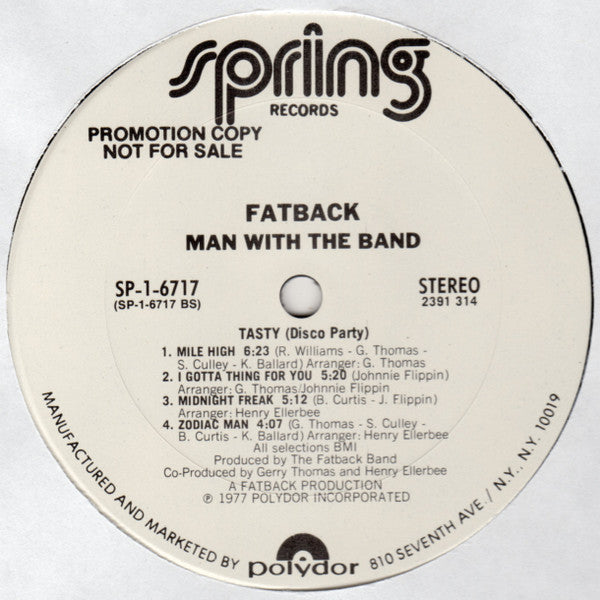 spring
RECORDS
PROMOTION COPY
NOT FOR SALE
FATBACK
MAN WITH THE BAND
SP-1-6717
(SP-1-6717 BS)
STEREO
2391 314
TASTY (Disco Party)
1. MILE HIGH 6:23 (R. Williams - G. Thomas -
S. Culley - K. Ballard) Arranger: G. Thomas
2. I GOTTA THING FOR YOU 5:20 (Johnnie Flippin)
Arranger: G. Thomas/Johnnie Flippin
3. MIDNIGHT FREAK 5:12 (B. Curtis - J. Flippin)
Arranger: Henry Ellerbee
4. ZODIAC MAN 4:07 (G. Thomas - S. Culley -
B. Curtis - K. Ballard) Arranger: Henry Ellerbee
All selections BMI
Produced by The Fatback Band
Co-Produced by Gerry Thomas and Henry Ellerbee
A FATBACK PRODUCTION
℗ 1977 POLYDOR INCORPORATED
MANUFACTURED AND MARKETED BY polydor 810 SEVENTH AVE. / N.Y., N.Y. 10019